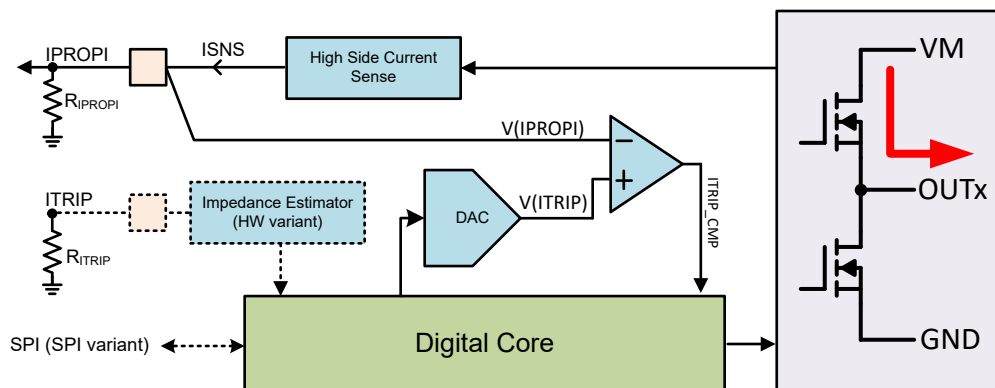 IPROPI
ISNS
High Side Current
Sense
VM
RIPROPI
V(IPROPI)
ITRIP
Impedance Estimator
(HW variant)
DAC
V(ITRIP)
ITRIP_CMP
OUTx
RITRIP
SPI (SPI variant)
Digital Core
GND